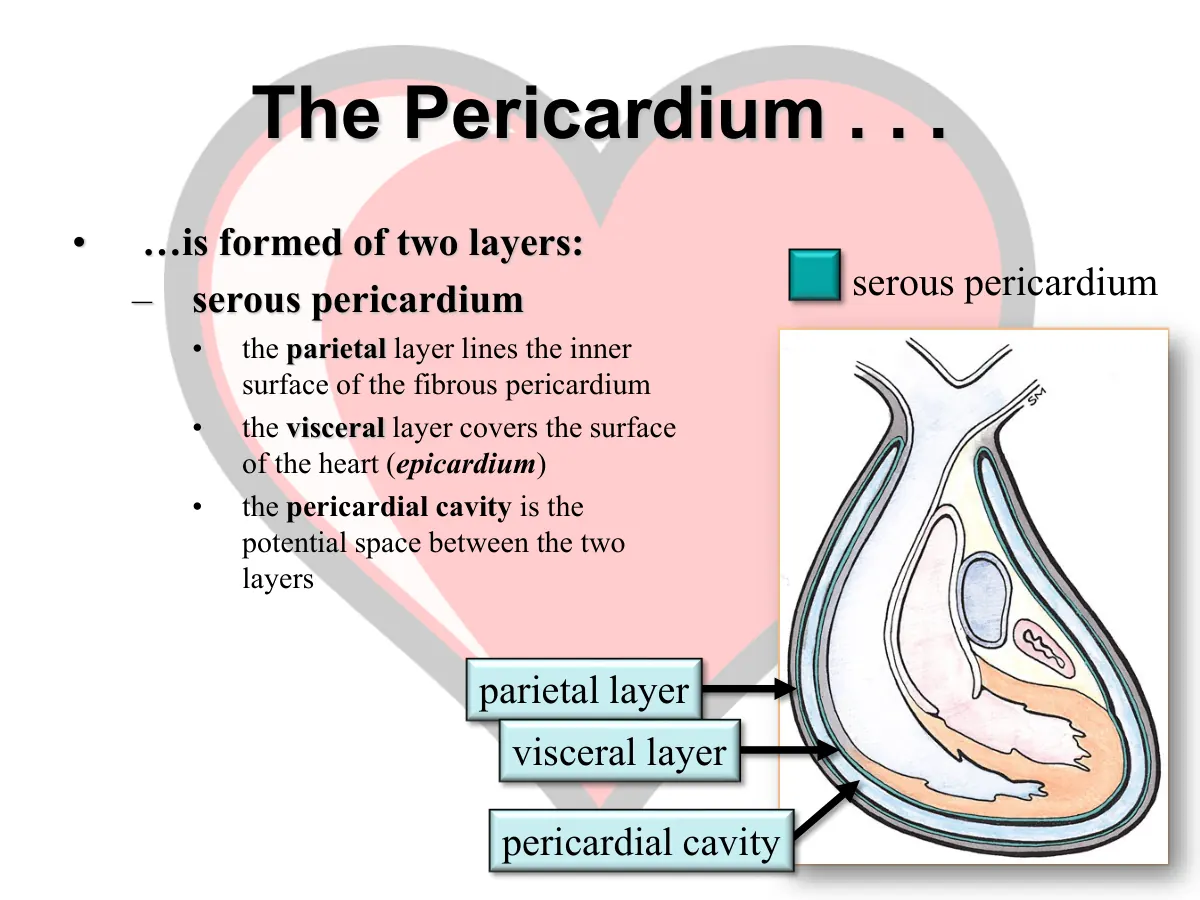 The Pericardium . . .
• …is formed of two layers:
– serous pericardium
• the parietal layer lines the inner
surface of the fibrous pericardium
• the visceral layer covers the surface
of the heart (epicardium)
• the pericardial cavity is the
potential space between the two
layers
serous pericardium
SM
parietal layer
visceral layer
pericardial cavity